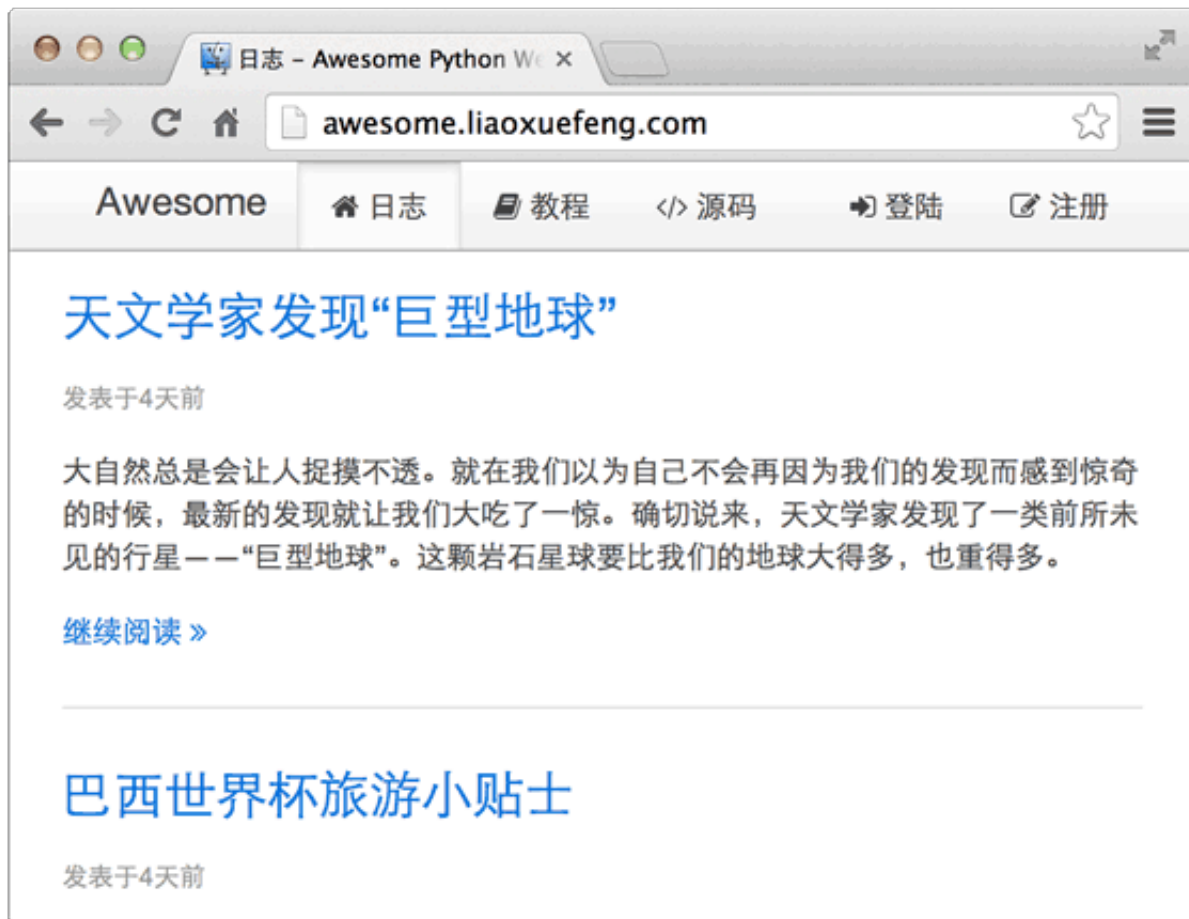 日志 – Awesome Python We
awesome.liaoxuefeng.com
Awesome 日志 教程 </> 源码 登陆 注册
天文学家发现“巨型地球”
发表于4天前
大自然总是会让人捉摸不透。就在我们以为自己不会再因为我们的发现而感到惊奇
的时候，最新的发现就让我们大吃了一惊。确切说来，天文学家发现了一类前所未
见的行星——“巨型地球”。这颗岩石星球要比我们的地球大得多，也重得多。
继续阅读 »
巴西世界杯旅游小贴士
发表于4天前